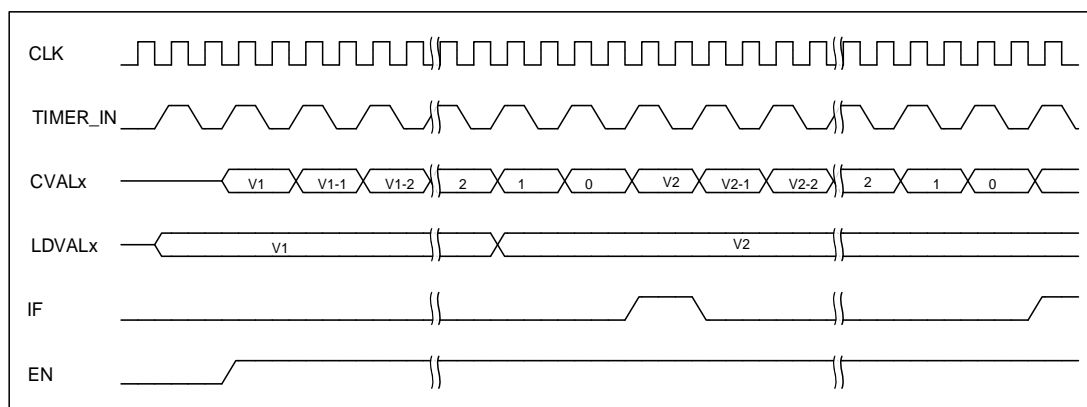 CLK
TIMER_IN
CVALx V1 V1-1 V1-2 2 1 0 V2 V2-1 V2-2 2 1 0
LDVALx V1 V2
IF
EN